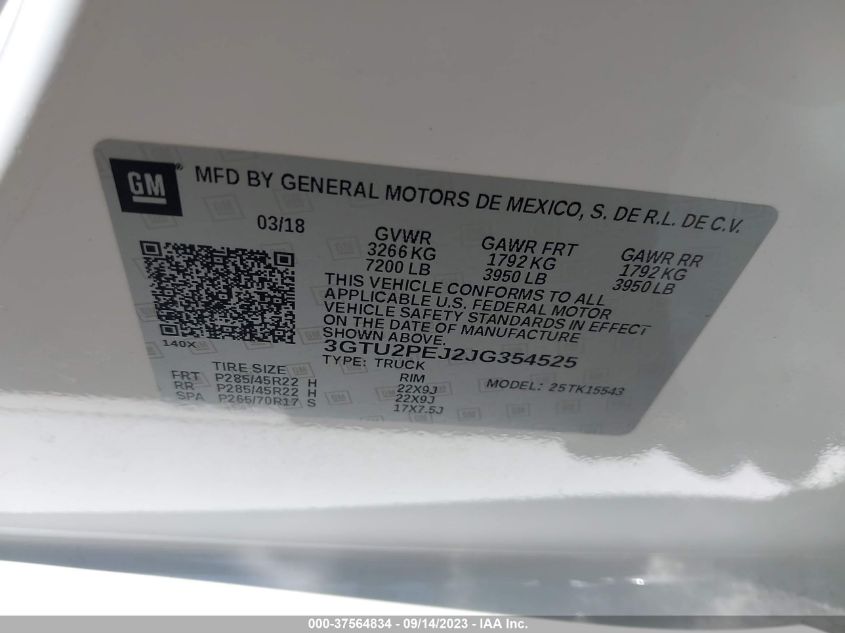 GM ® MFD BY GENERAL MOTORS DE MEXICO, S. DE R.L. DE C.V.
03/18 GVWR GAWR FRT GAWR RR
3266 KG 1792 KG 1792 KG
7200 LB 3950 LB 3950 LB
THIS VEHICLE CONFORMS TO ALL
APPLICABLE U.S. FEDERAL MOTOR
VEHICLE SAFETY STANDARDS IN EFFECT
ON THE DATE OF MANUFACTURE
SHOWN ABOVE.
140X 3GTU2PEJ2JG354525
TYPE: TRUCK
TIRE SIZE RIM MODEL: 25TK15543
FRT P285/45R22 H 22X9J
RR P285/45R22 H 22X9J
SPA P265/70R17 S 17X7.5J
000-37564834 - 09/14/2023 - IAA Inc.